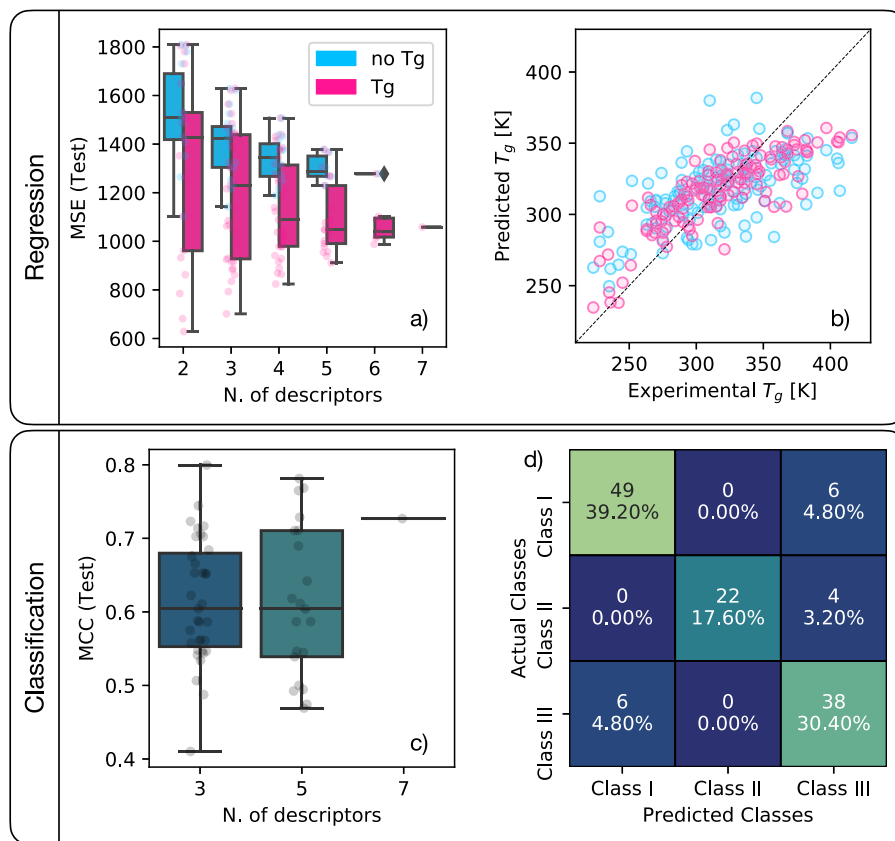 Regression
1800
1600
1400
1200
1000
800
600
MSE (Test)
no Tg
Tg
a)
2 3 4 5 6 7
N. of descriptors
400
350
300
250
Predicted T_g [K]
b)
250 300 350 400
Experimental T_g [K]
Classification
0.8
0.7
0.6
0.5
0.4
MCC (Test)
c)
3 5 7
N. of descriptors
d)
Actual Classes
Class I
49 0 6
39.20% 0.00% 4.80%
Class II
0 22 4
0.00% 17.60% 3.20%
Class III
6 0 38
4.80% 0.00% 30.40%
Class I Class II Class III
Predicted Classes